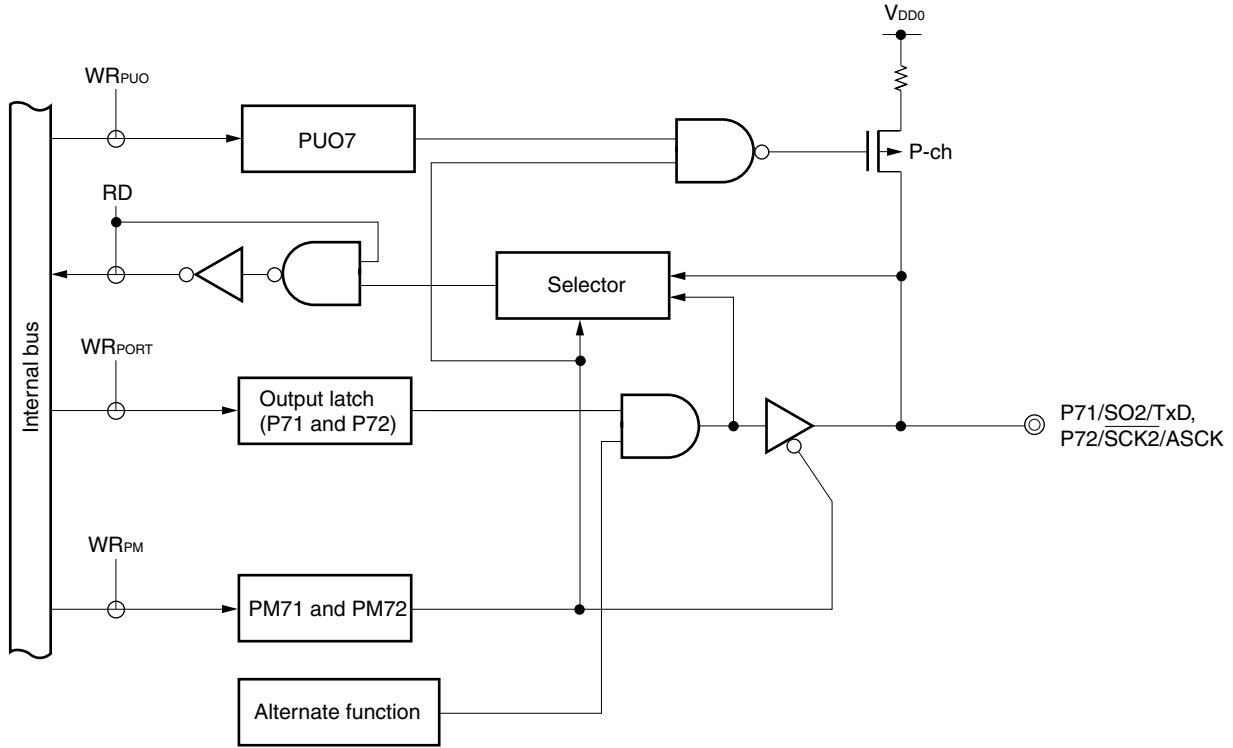 VDD0
WRPUO
PUO7
P-ch
RD
Selector
Internal bus
WRPORT
Output latch
(P71 and P72)
P71/SO2/TxD,
P72/SCK2/ASCK
WRPM
PM71 and PM72
Alternate function